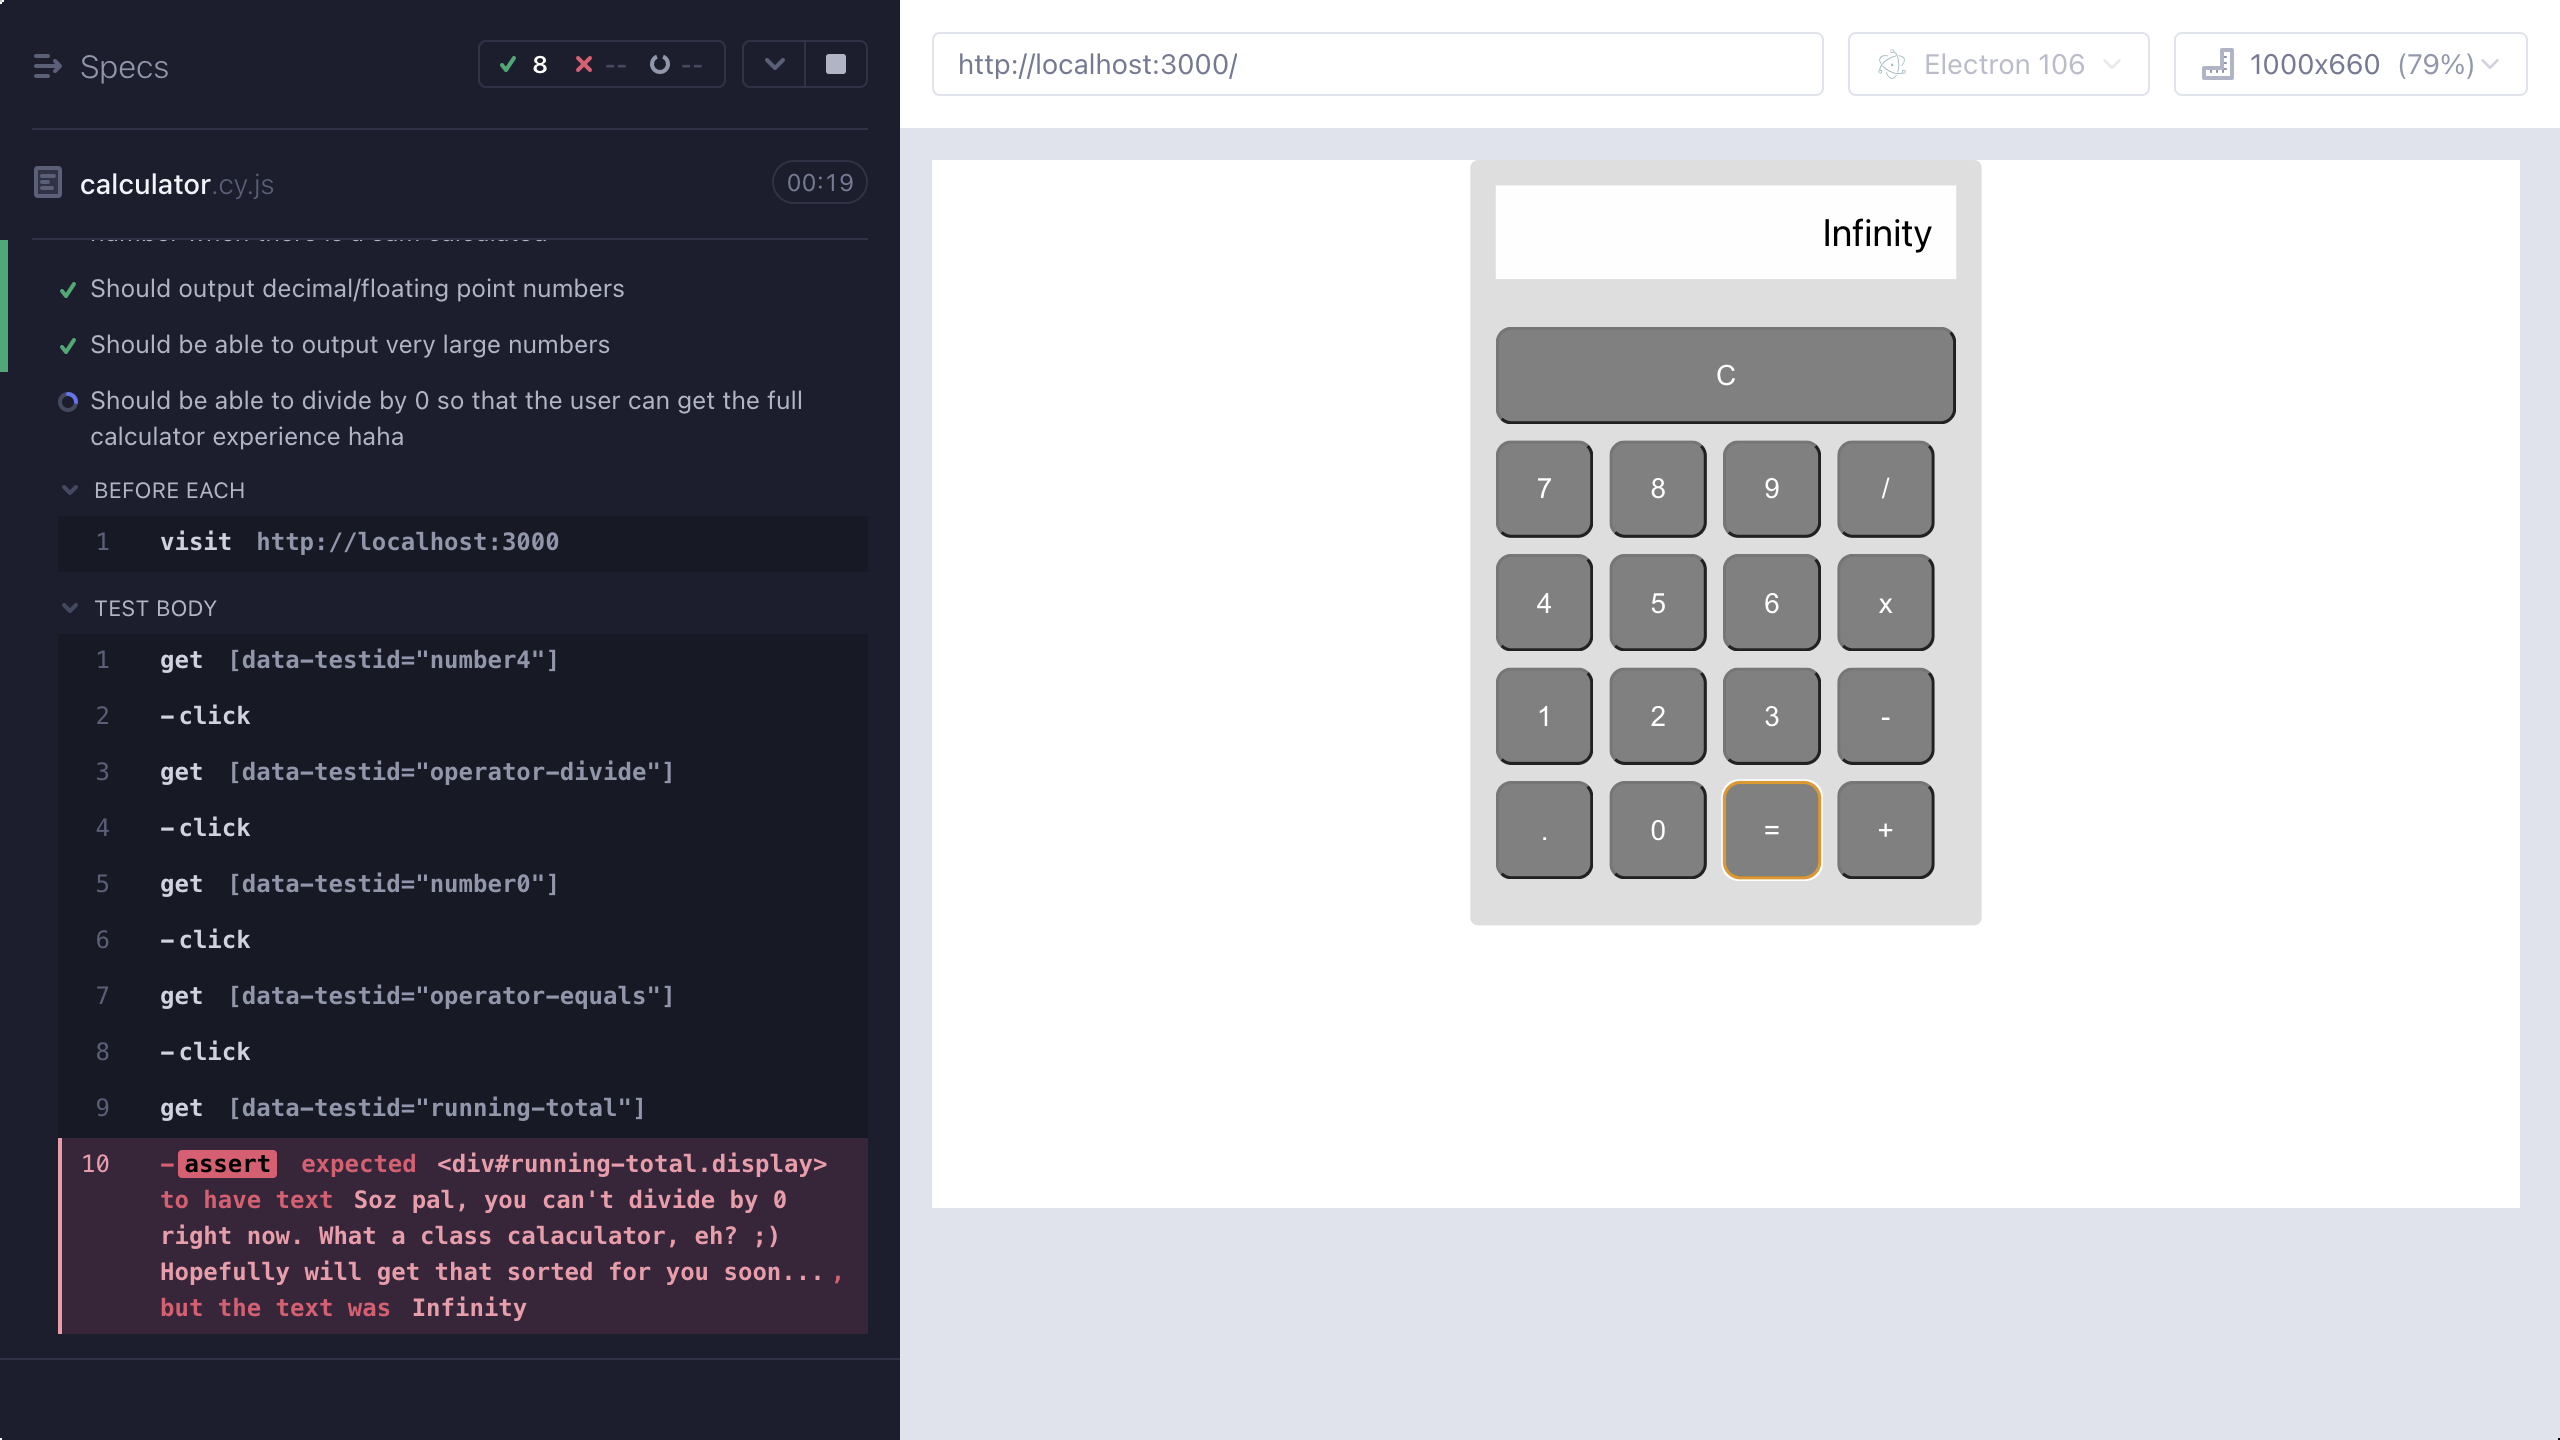 Specs
8 -- --
calculator.cy.js
00:19
Should output decimal/floating point numbers
Should be able to output very large numbers
Should be able to divide by 0 so that the user can get the full
calculator experience haha
BEFORE EACH
1 visit http://localhost:3000
TEST BODY
1 get [data-testid="number4"]
2 -click
3 get [data-testid="operator-divide"]
4 -click
5 get [data-testid="number0"]
6 -click
7 get [data-testid="operator-equals"]
8 -click
9 get [data-testid="running-total"]
10 -assert expected <div#running-total.display>
to have text Soz pal, you can't divide by 0
right now. What a class calaculator, eh? ;)
Hopefully will get that sorted for you soon...,
but the text was Infinity
http://localhost:3000/
Electron 106
1000x660 (79%)
Infinity
C
7 8 9 /
4 5 6 x
1 2 3 -
. 0 = +